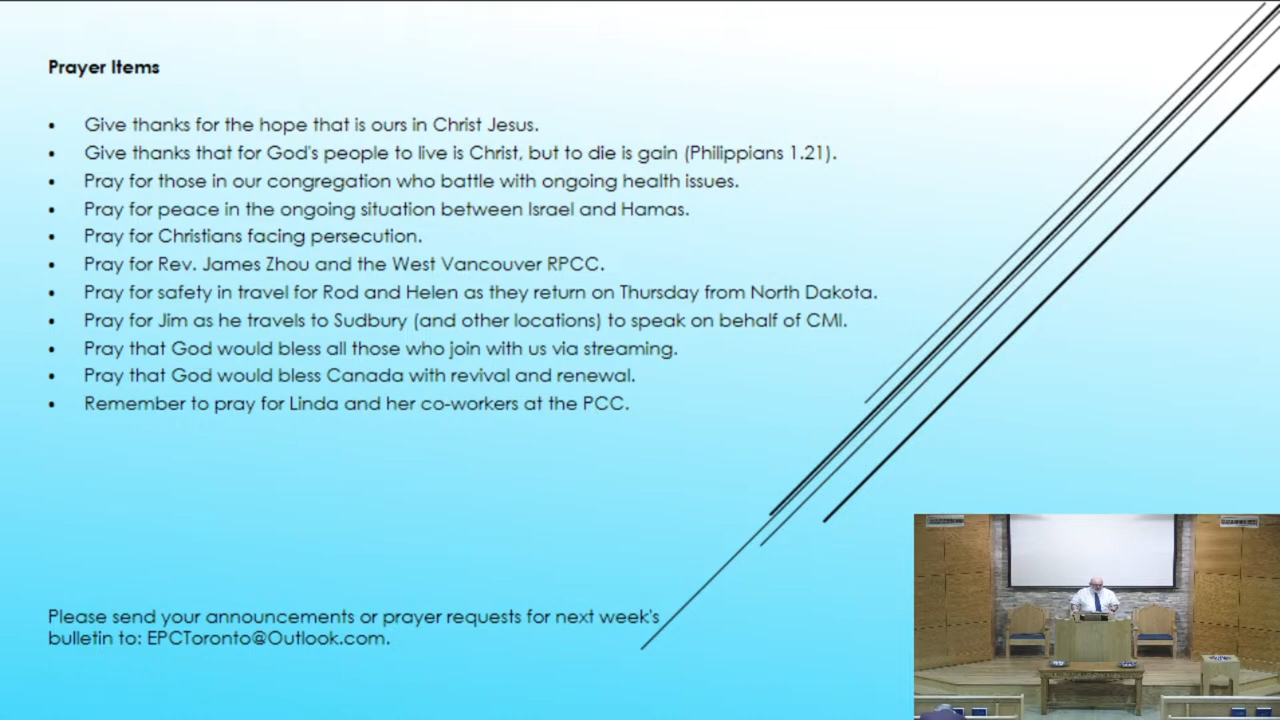 Prayer Items
• Give thanks for the hope that is ours in Christ Jesus.
• Give thanks that for God's people to live is Christ, but to die is gain (Philippians 1.21).
• Pray for those in our congregation who battle with ongoing health issues.
• Pray for peace in the ongoing situation between Israel and Hamas.
• Pray for Christians facing persecution.
• Pray for Rev. James Zhou and the West Vancouver RPCC.
• Pray for safety in travel for Rod and Helen as they return on Thursday from North Dakota.
• Pray for Jim as he travels to Sudbury (and other locations) to speak on behalf of CMI.
• Pray that God would bless all those who join with us via streaming.
• Pray that God would bless Canada with revival and renewal.
• Remember to pray for Linda and her co-workers at the PCC.
Please send your announcements or prayer requests for next week's
bulletin to: EPCToronto@Outlook.com.